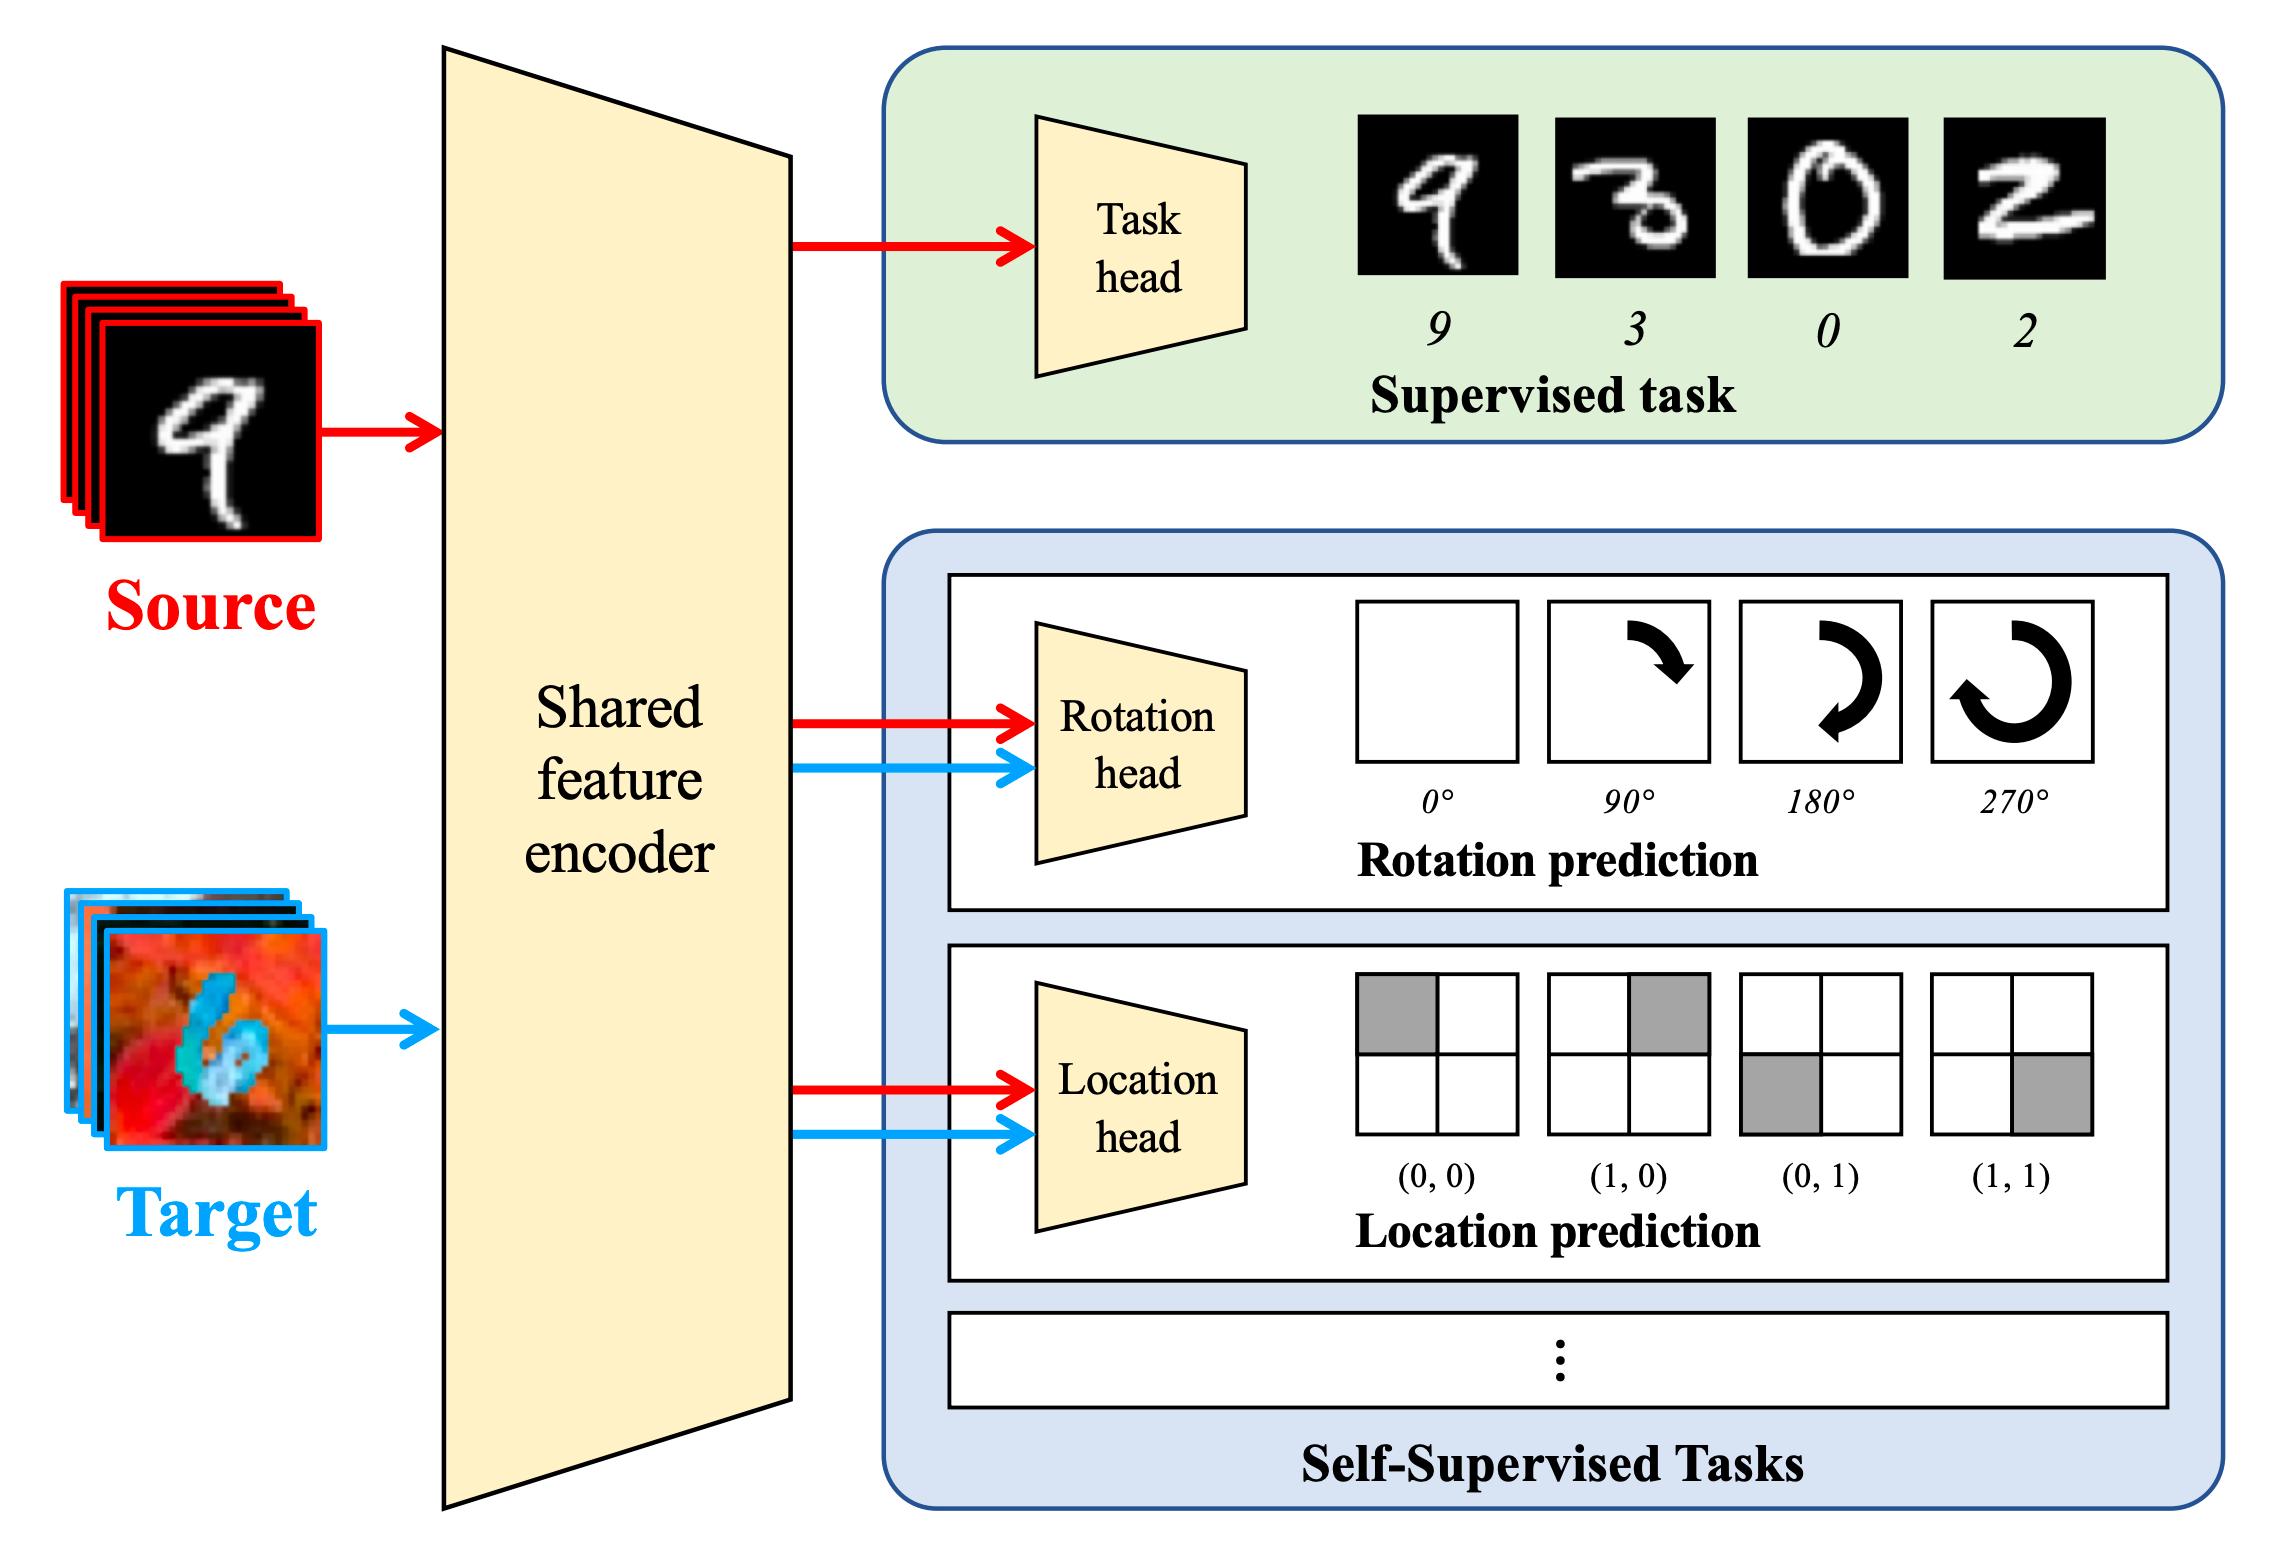 Source
Target
Shared
feature
encoder
Task
head
9 3 0 2
Supervised task
Rotation
head
0° 90° 180° 270°
Rotation prediction
Location
head
(0, 0) (1, 0) (0, 1) (1, 1)
Location prediction
⋮
Self-Supervised Tasks